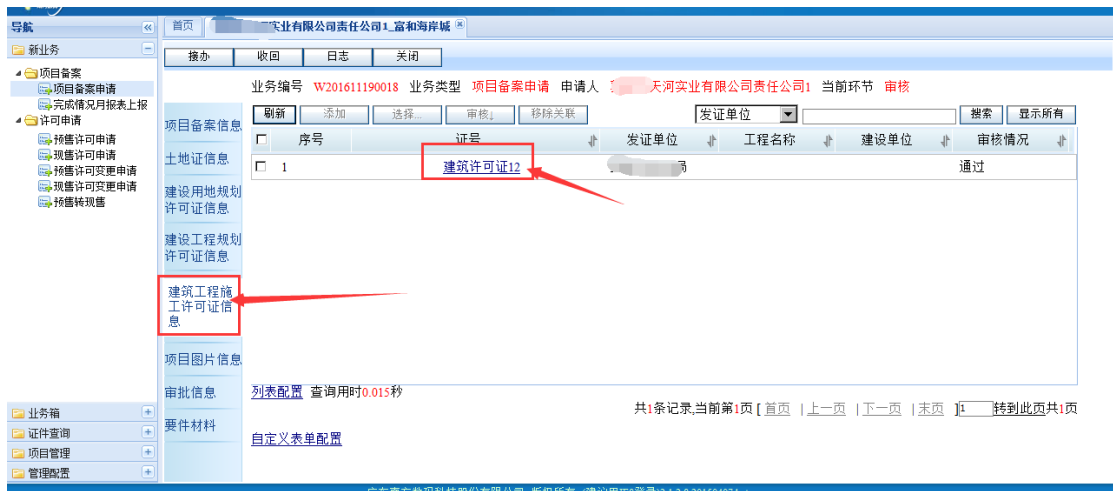 导航
首页
实业有限公司责任公司1_富和海岸城
新业务
接办 收回 日志 关闭
项目备案
项目备案申请
完成情况月报表上报
许可申请
预售许可申请
现售许可申请
预售许可变更申请
现售许可变更申请
预售转现售
业务编号 W201611190018 业务类型 项目备案申请 申请人 天河实业有限公司责任公司1 当前环节 审核
项目备案信息
土地证信息
建设用地规划
许可证信息
建设工程规划
许可证信息
建筑工程施
工许可证信
息
项目图片信息
审批信息
要件材料
刷新 添加 选择... 审核↓ 移除关联 发证单位 搜索 显示所有
序号 证号 发证单位 工程名称 建设单位 审核情况
1 建筑许可证12 局 通过
列表配置 查询用时0.015秒
共1条记录,当前第1页 [ 首页 | 上一页 | 下一页 | 末页 ]1 转到此页共1页
自定义表单配置
业务箱
证件查询
项目管理
管理配置